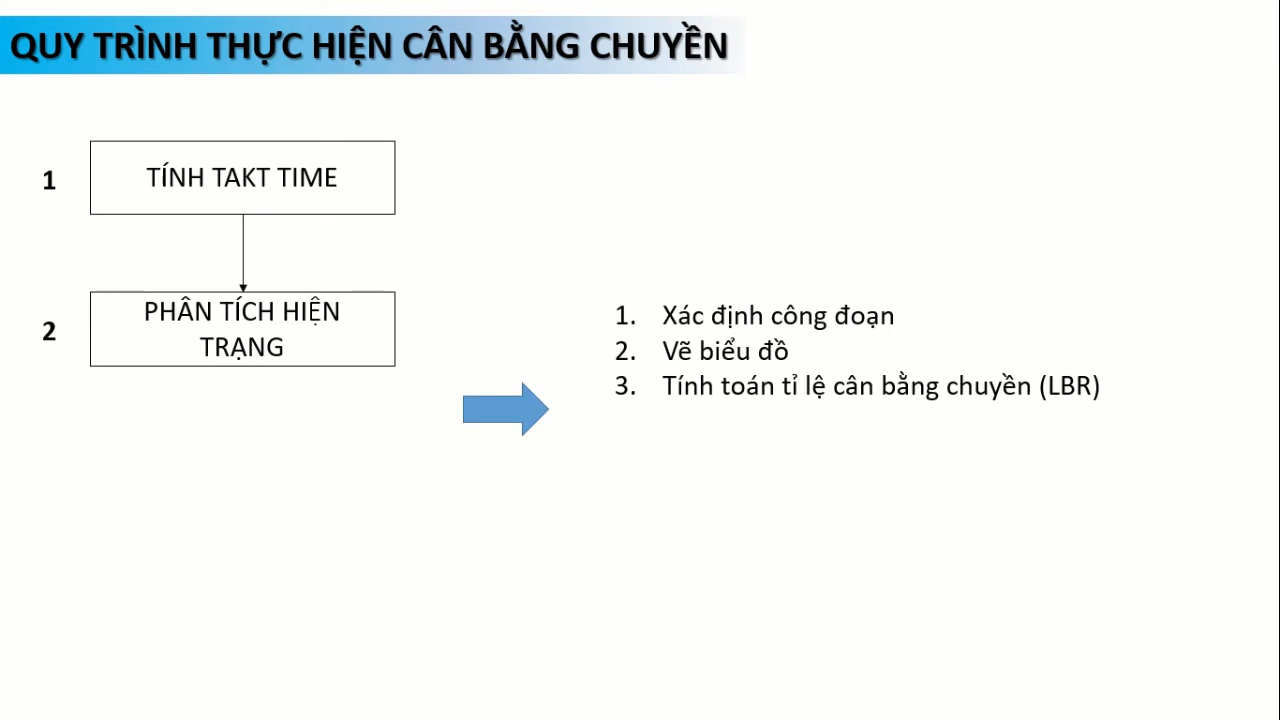 QUY TRÌNH THỰC HIỆN CÂN BẰNG CHUYỀN
1
TÍNH TAKT TIME
2
PHÂN TÍCH HIỆN
TRẠNG
1. Xác định công đoạn
2. Vẽ biểu đồ
3. Tính toán tỉ lệ cân bằng chuyền (LBR)